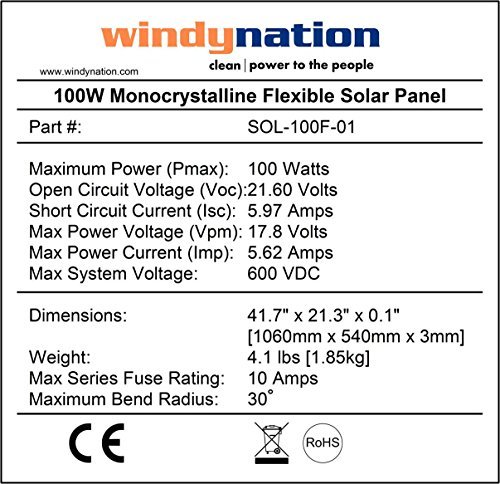 windynation
clean | power to the people
www.windynation.com
100W Monocrystalline Flexible Solar Panel
Part #: SOL-100F-01
Maximum Power (Pmax): 100 Watts
Open Circuit Voltage (Voc): 21.60 Volts
Short Circuit Current (Isc): 5.97 Amps
Max Power Voltage (Vpm): 17.8 Volts
Max Power Current (Imp): 5.62 Amps
Max System Voltage: 600 VDC
Dimensions: 41.7" x 21.3" x 0.1"
[1060mm x 540mm x 3mm]
Weight: 4.1 lbs [1.85kg]
Max Series Fuse Rating: 10 Amps
Maximum Bend Radius: 30°
CE RoHS